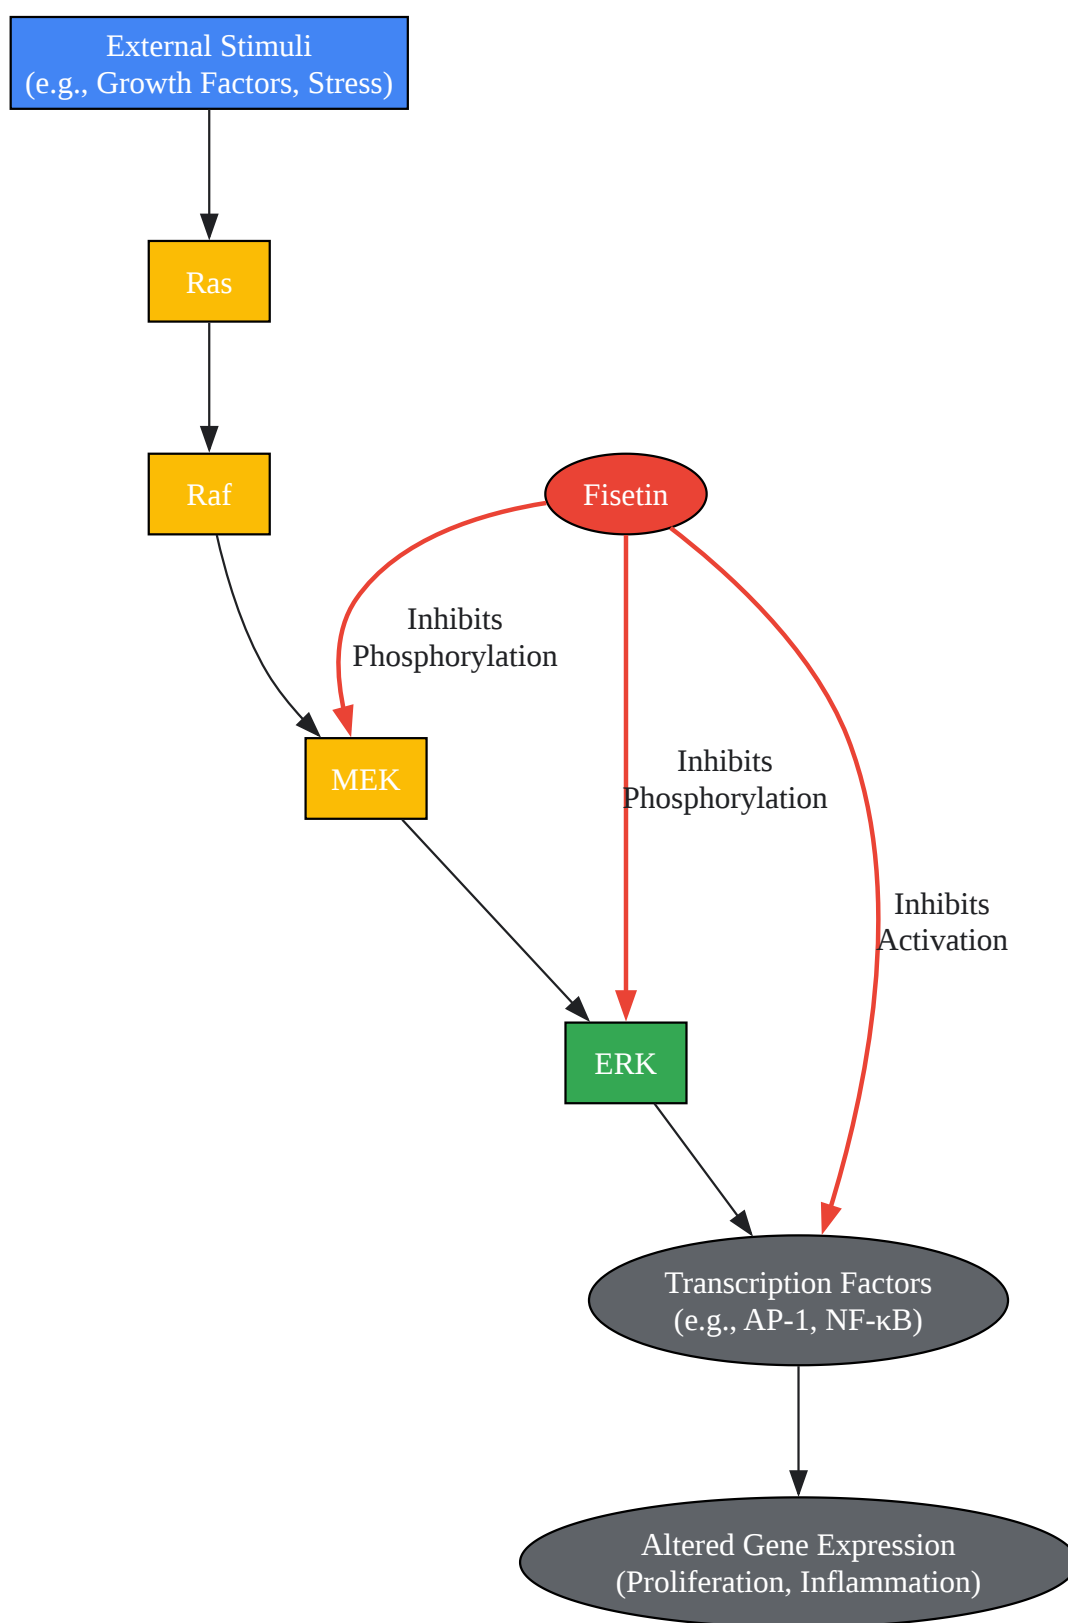 External Stimuli
(e.g., Growth Factors, Stress)
Ras
Raf
Fisetin
Inhibits
Phosphorylation
MEK
Inhibits
Phosphorylation
Inhibits
Activation
ERK
Transcription Factors
(e.g., AP-1, NF-κB)
Altered Gene Expression
(Proliferation, Inflammation)